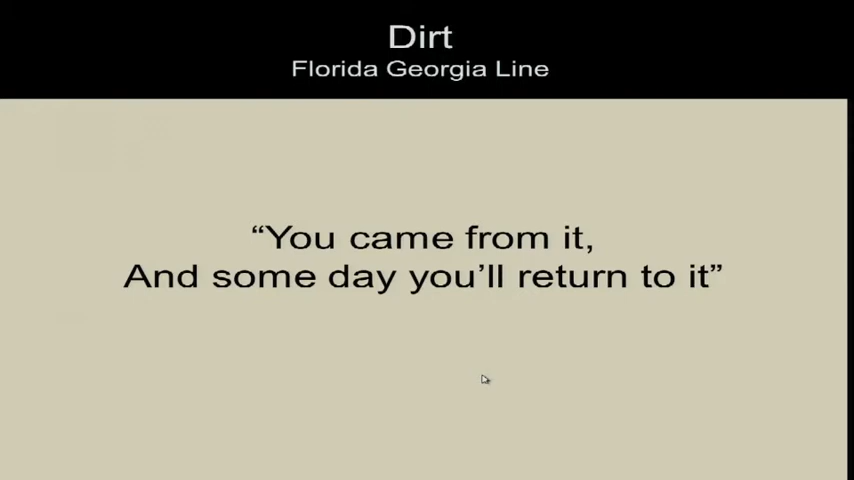 Dirt
Florida Georgia Line
“You came from it,
And some day you’ll return to it”